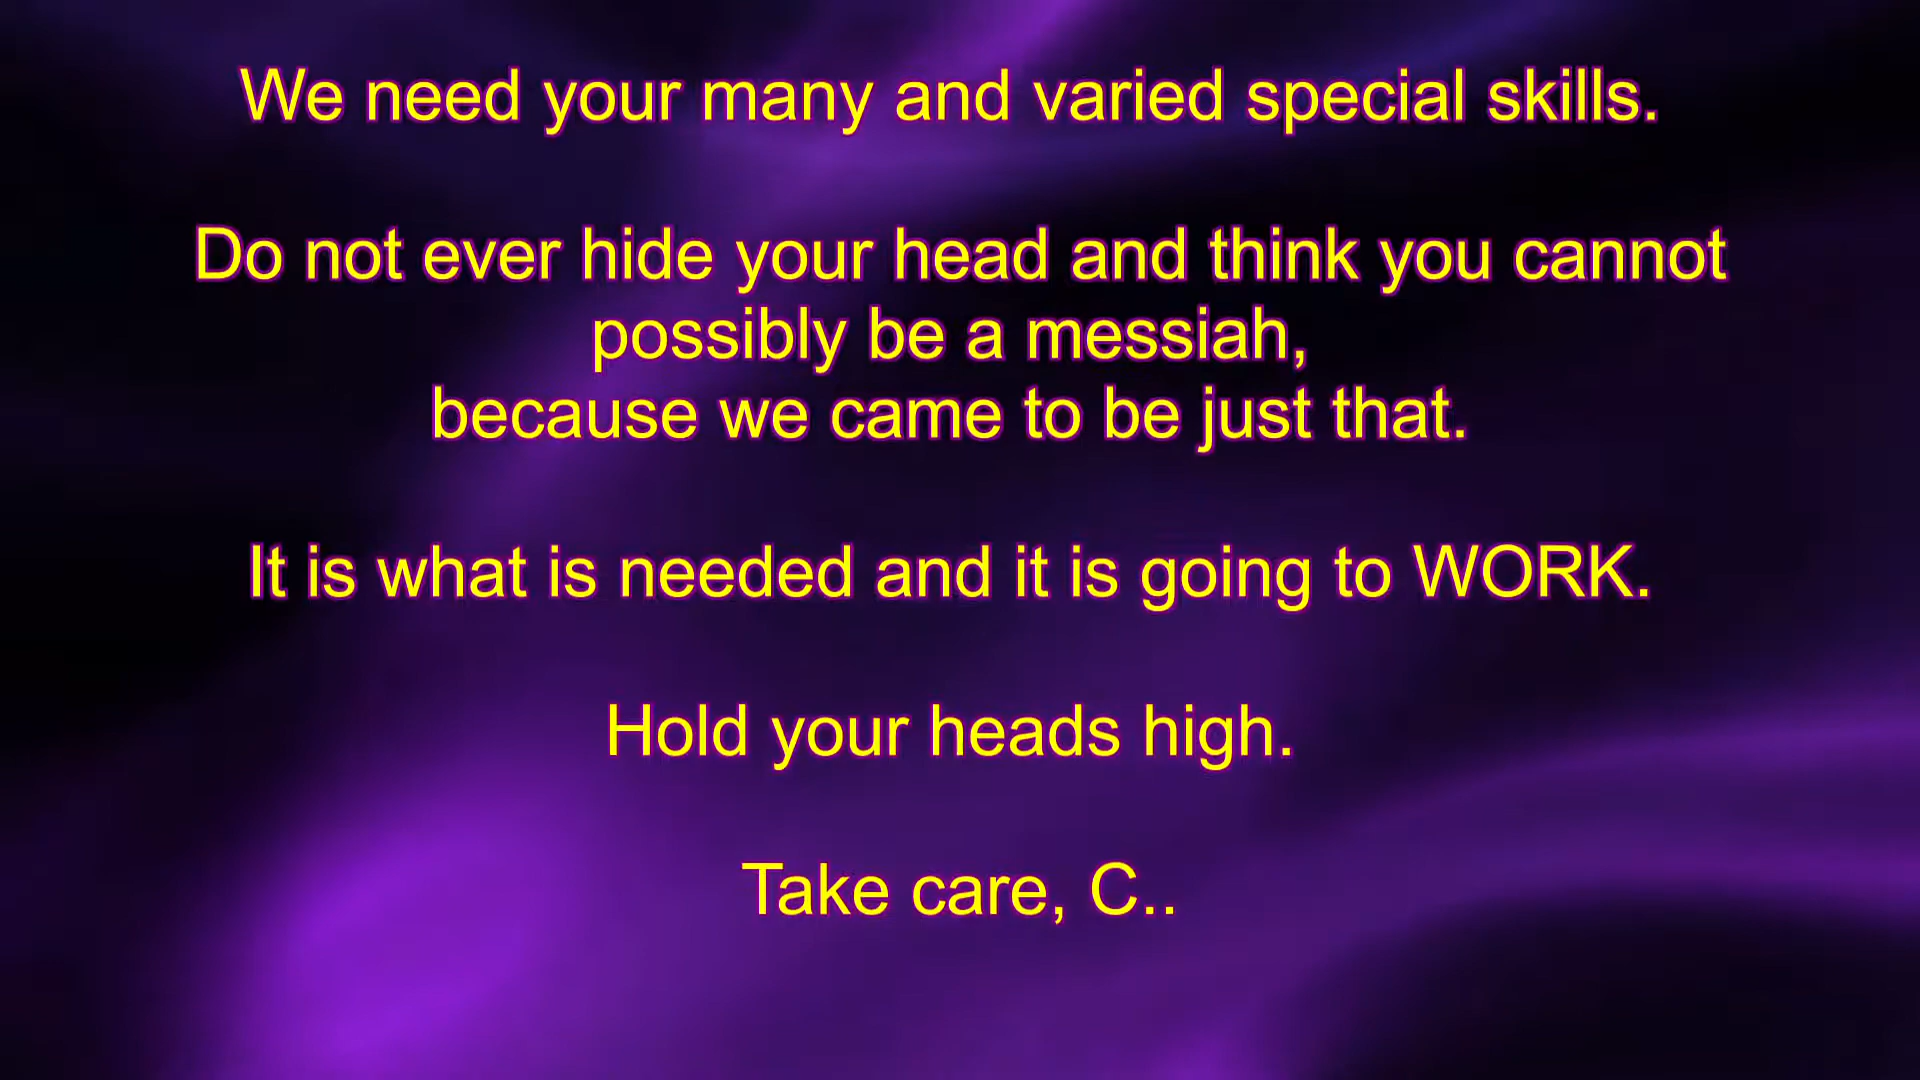 We need your many and varied special skills.
Do not ever hide your head and think you cannot
possibly be a messiah,
because we came to be just that.
It is what is needed and it is going to WORK.
Hold your heads high.
Take care, C..